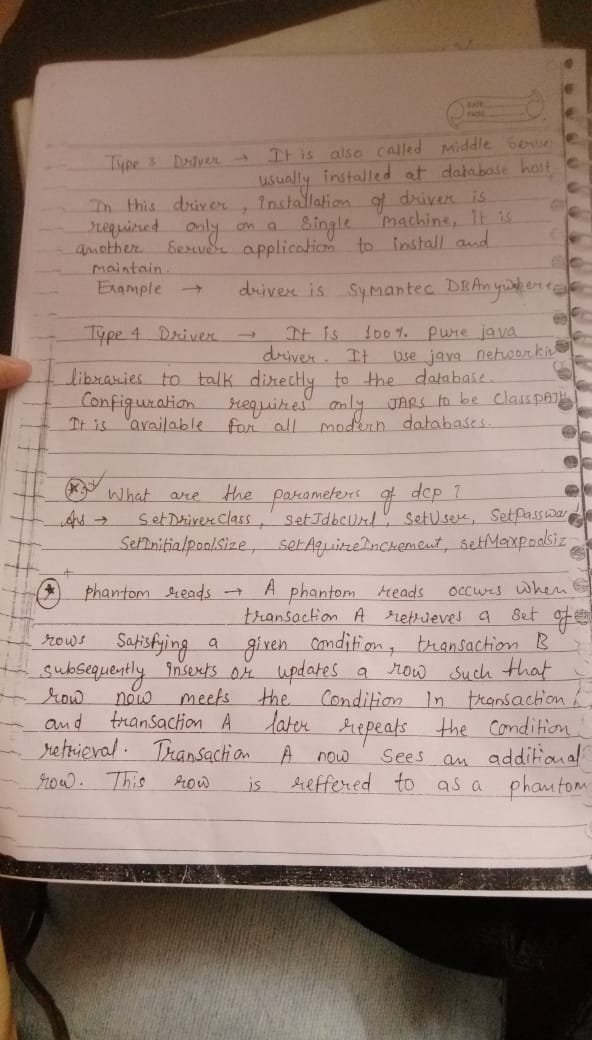 DATE
PAGE
Type 3 Driver → It is also called middle Serve
usually installed at database host,
In this driver, Installation of driver is
required only on a Single machine, it is
another Server application to install and
maintain.
Example → driver is Symantec DBAnywhere
Type 4 Driver → It is 100% pure java
driver. It use java networkin
libraries to talk directly to the database.
Configuration requires only JARs to be ClassPATH
It is available for all modern databases.
What are the parameters of dcp ?
Ans → SetDriverClass, setJdbcUrl, SetUser, SetPasswor
SetInitialpoolSize, setAquireIncrement, setMaxpoolsiz
phantom reads → A phantom reads occurs when
transaction A retrieves a set of
rows Satisfying a given condition, transaction B
subsequently inserts or updates a row such that
row now meets the Condition In transaction
and transaction A later repeats the Condition
retrieval. Transaction A now sees an additional
row. This row is reffered to as a phantom